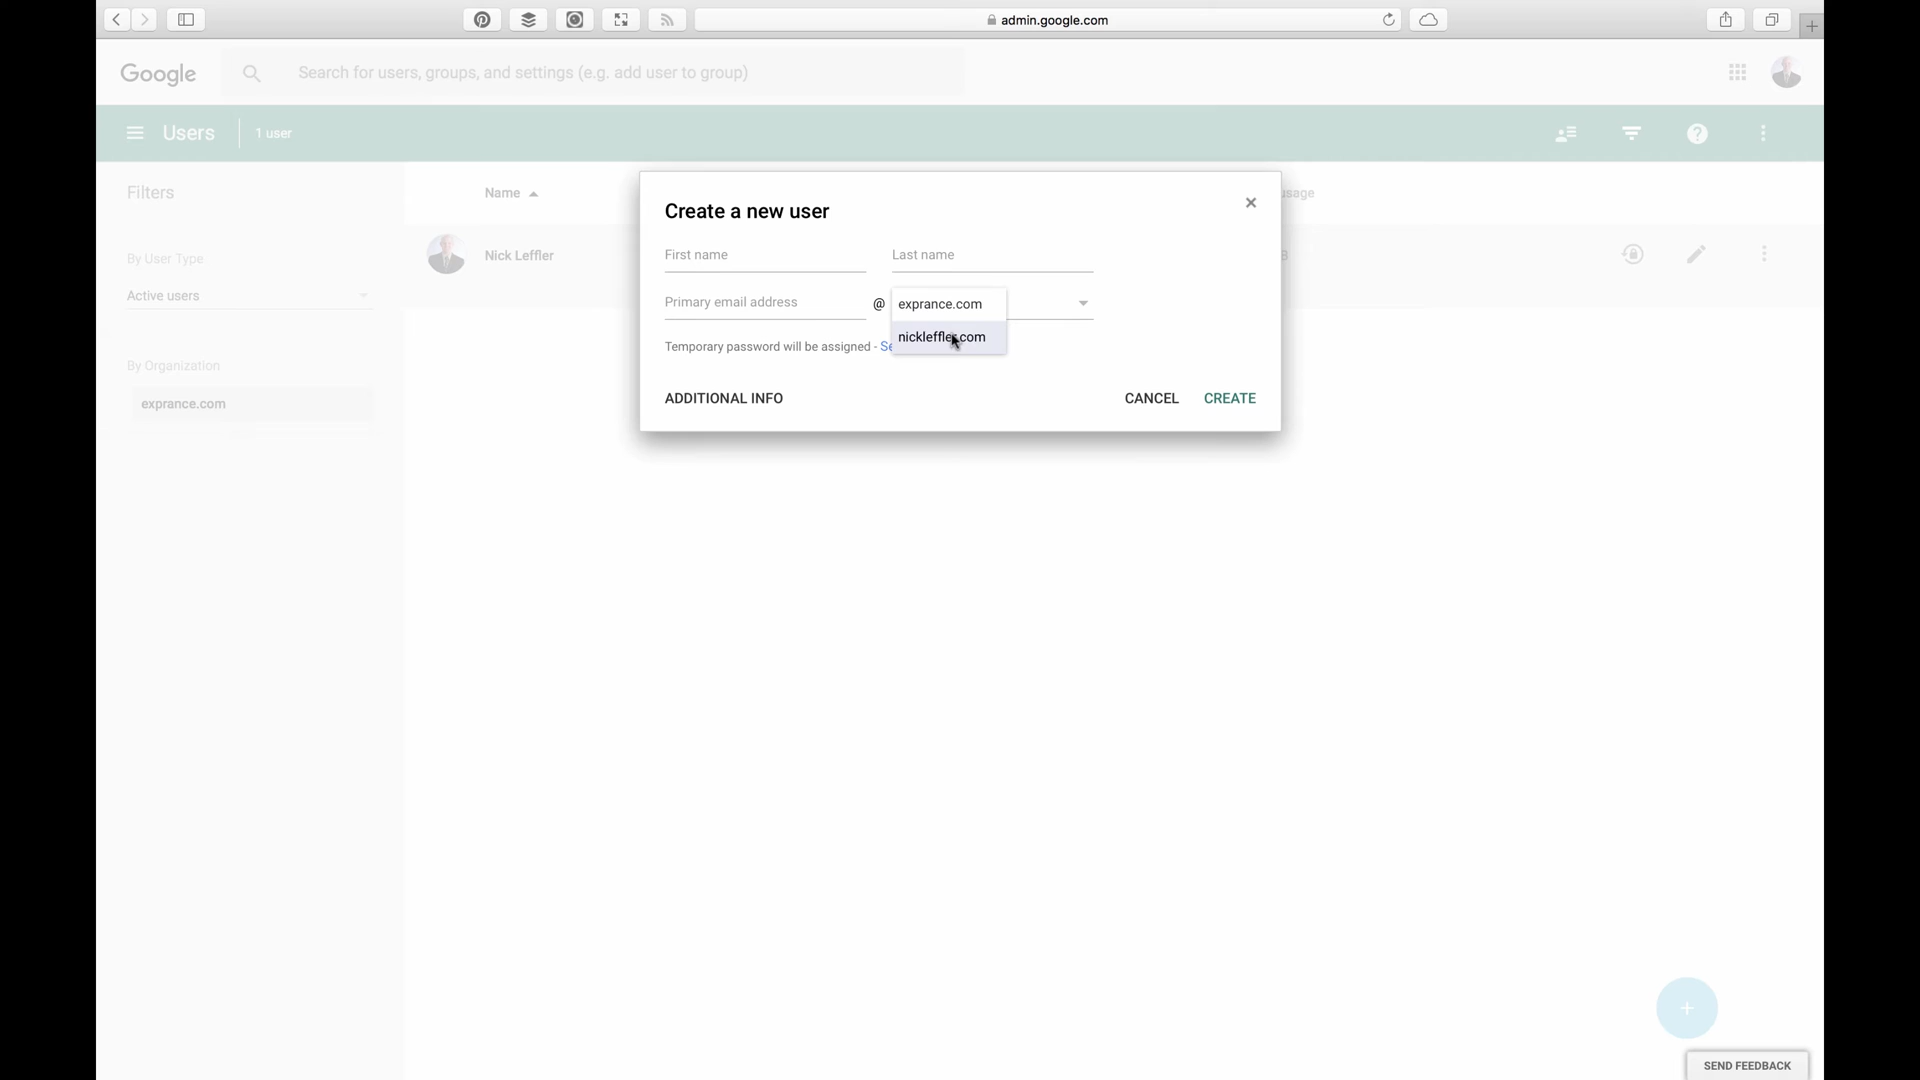 admin.google.com
Google
Search for users, groups, and settings (e.g. add user to group)
Users
1 user
Filters
Name
usage
Create a new user
First name
Last name
By User Type
Nick Leffler
Active users
Primary email address
@
exprance.com
nickleffler.com
Temporary password will be assigned - Se
By Organization
exprance.com
ADDITIONAL INFO
CANCEL
CREATE
SEND FEEDBACK